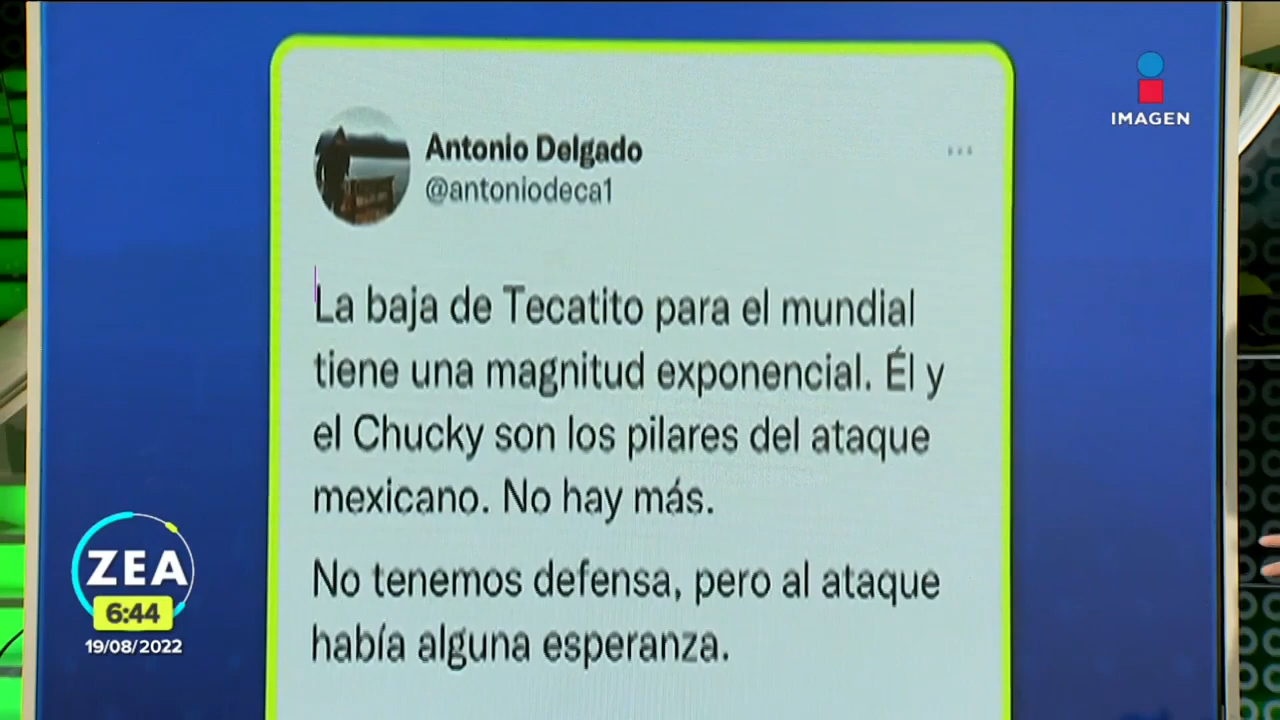 Antonio Delgado
@antoniodeca1
IMAGEN
La baja de Tecatito para el mundial
tiene una magnitud exponencial. Él y
el Chucky son los pilares del ataque
mexicano. No hay más.
No tenemos defensa, pero al ataque
había alguna esperanza.
ZEA
6:44
19/08/2022